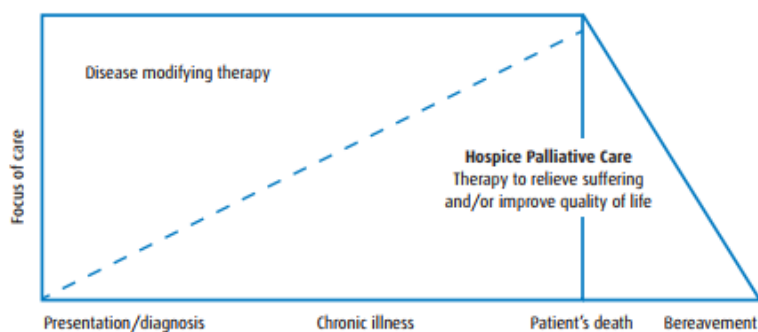 Disease modifying therapy
Focus of care
Hospice Palliative Care
Therapy to relieve suffering
and/or improve quality of life
Presentation/diagnosis
Chronic illness
Patient's death
Bereavement